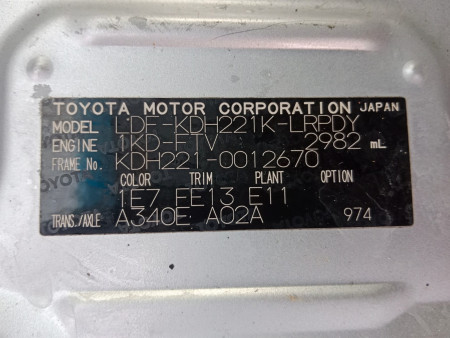 TOYOTA MOTOR CORPORATION JAPAN
MODEL LDF-KDH221K-LRPDY
ENGINE 1KD-FTV 2982 mL
FRAME No. KDH221-0012670
COLOR TRIM PLANT OPTION
1E7 EE13 E11
TRANS./AXLE A340E A02A 974